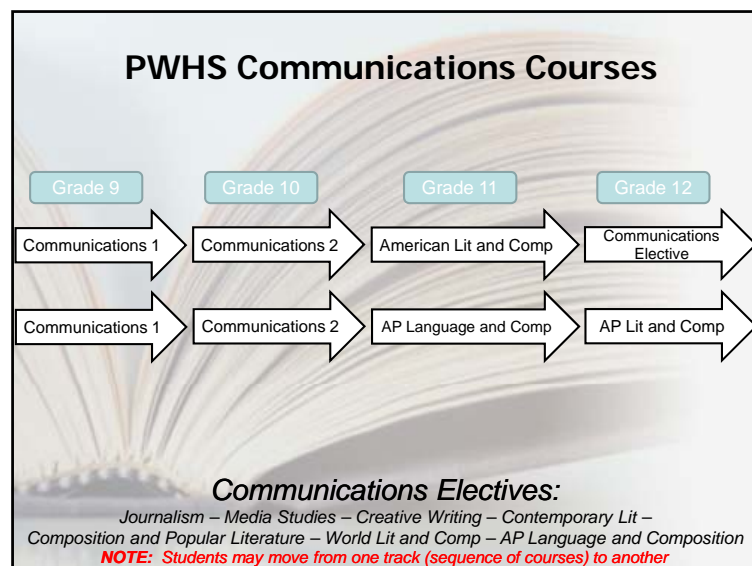 PWHS Communications Courses
Grade 9
Grade 10
Grade 11
Grade 12
Communications 1
Communications 2
American Lit and Comp
Communications
Elective
Communications 1
Communications 2
AP Language and Comp
AP Lit and Comp
Communications Electives:
Journalism – Media Studies – Creative Writing – Contemporary Lit –
Composition and Popular Literature – World Lit and Comp – AP Language and Composition
NOTE: Students may move from one track (sequence of courses) to another